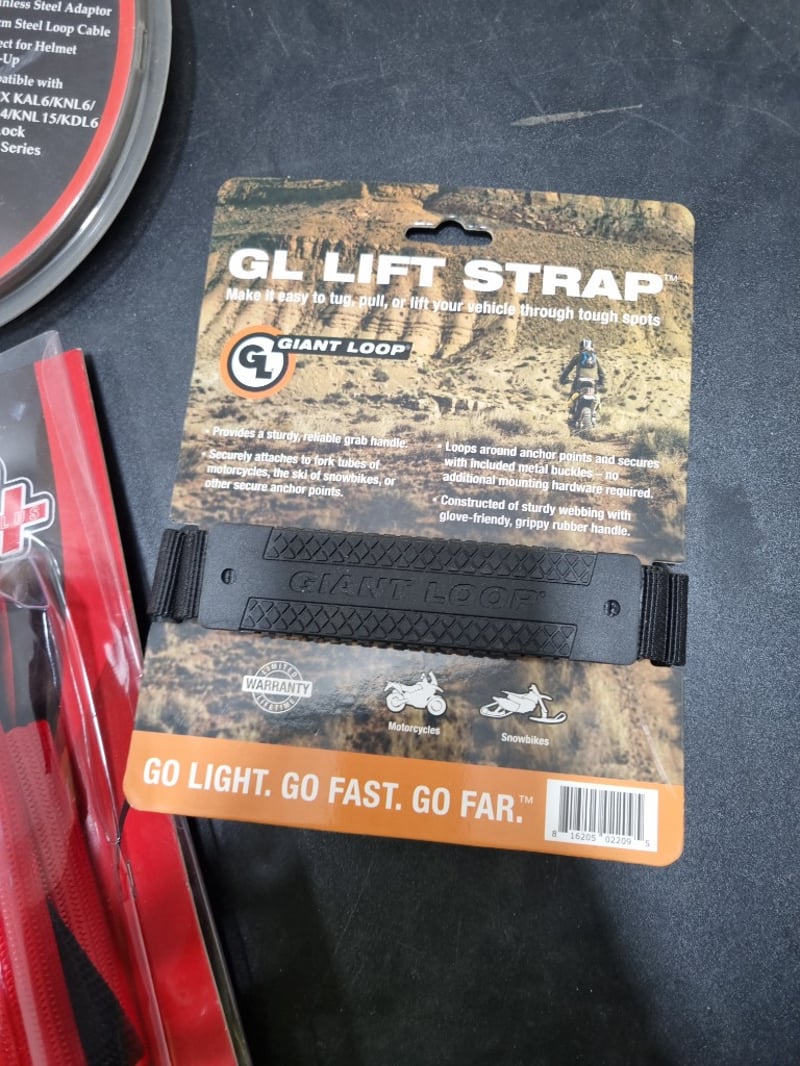 Steel Adaptor
Steel Loop Cable
for Helmet
-Up
with
KAL6/KNL6/
4/KNL15/KDL6
Series
GL LIFT STRAP™
Make it easy to tug, pull, or lift your vehicle through tough spots
GL GIANT LOOP
• Provides a sturdy, reliable grab handle.
• Securely attaches to fork tubes of
motorcycles, the ski of snowbikes, or
other secure anchor points.
• Loops around anchor points and secures
with included metal buckles – no
additional mounting hardware required.
• Constructed of sturdy webbing with
glove-friendly, grippy rubber handle.
GIANT LOOP®
LIMITED
WARRANTY
LIFETIME
Motorcycles
Snowbikes
GO LIGHT. GO FAST. GO FAR.™
8 16205 02209 5